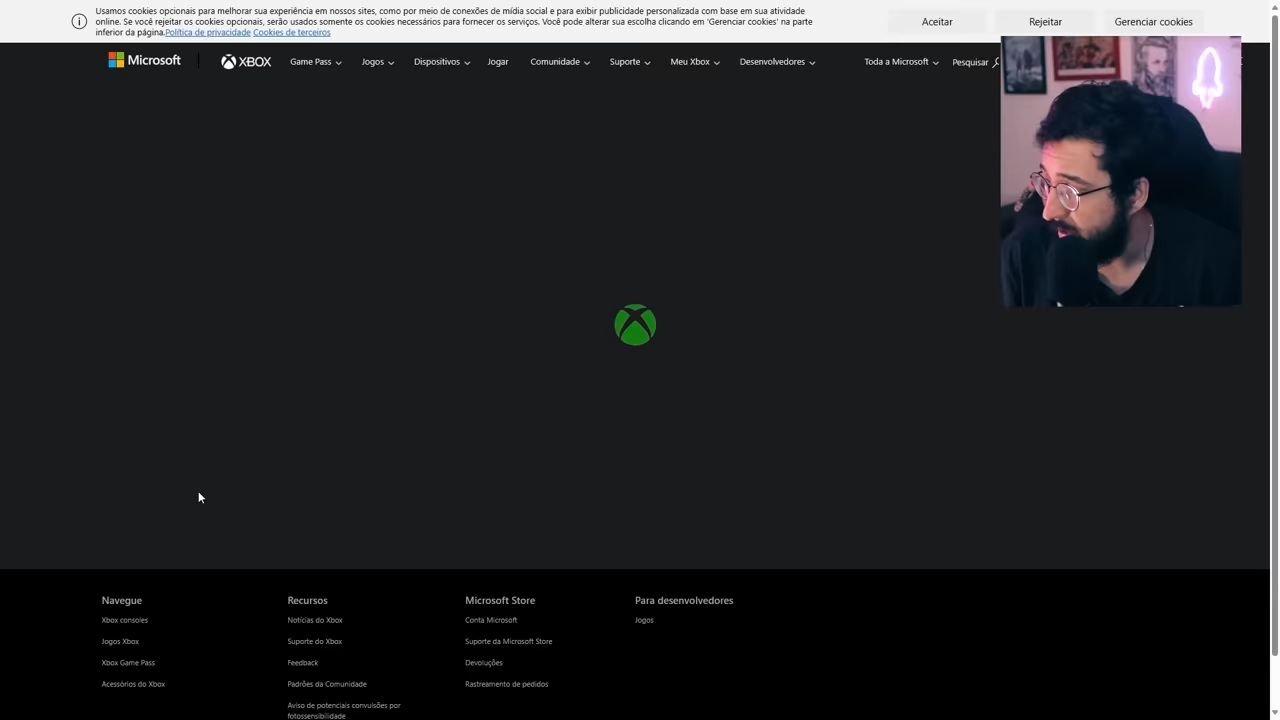 Usamos cookies opcionais para melhorar sua experiência em nossos sites, como por meio de conexões de mídia social e para exibir publicidade personalizada com base em sua atividade
online. Se você rejeitar os cookies opcionais, serão usados somente os cookies necessários para fornecer os serviços. Você pode alterar sua escolha clicando em 'Gerenciar cookies' na parte
inferior da página.Política de privacidade Cookies de terceiros
Aceitar Rejeitar Gerenciar cookies
Microsoft XBOX Game Pass Jogos Dispositivos Jogar Comunidade Suporte Meu Xbox Desenvolvedores Toda a Microsoft Pesquisar
Navegue Recursos Microsoft Store Para desenvolvedores
Xbox consoles Notícias do Xbox Conta Microsoft Jogos
Jogos Xbox Suporte do Xbox Suporte da Microsoft Store
Xbox Game Pass Feedback Devoluções
Acessórios do Xbox Padrões da Comunidade Rastreamento de pedidos
Aviso de potenciais convulsões por
fotossensibilidade